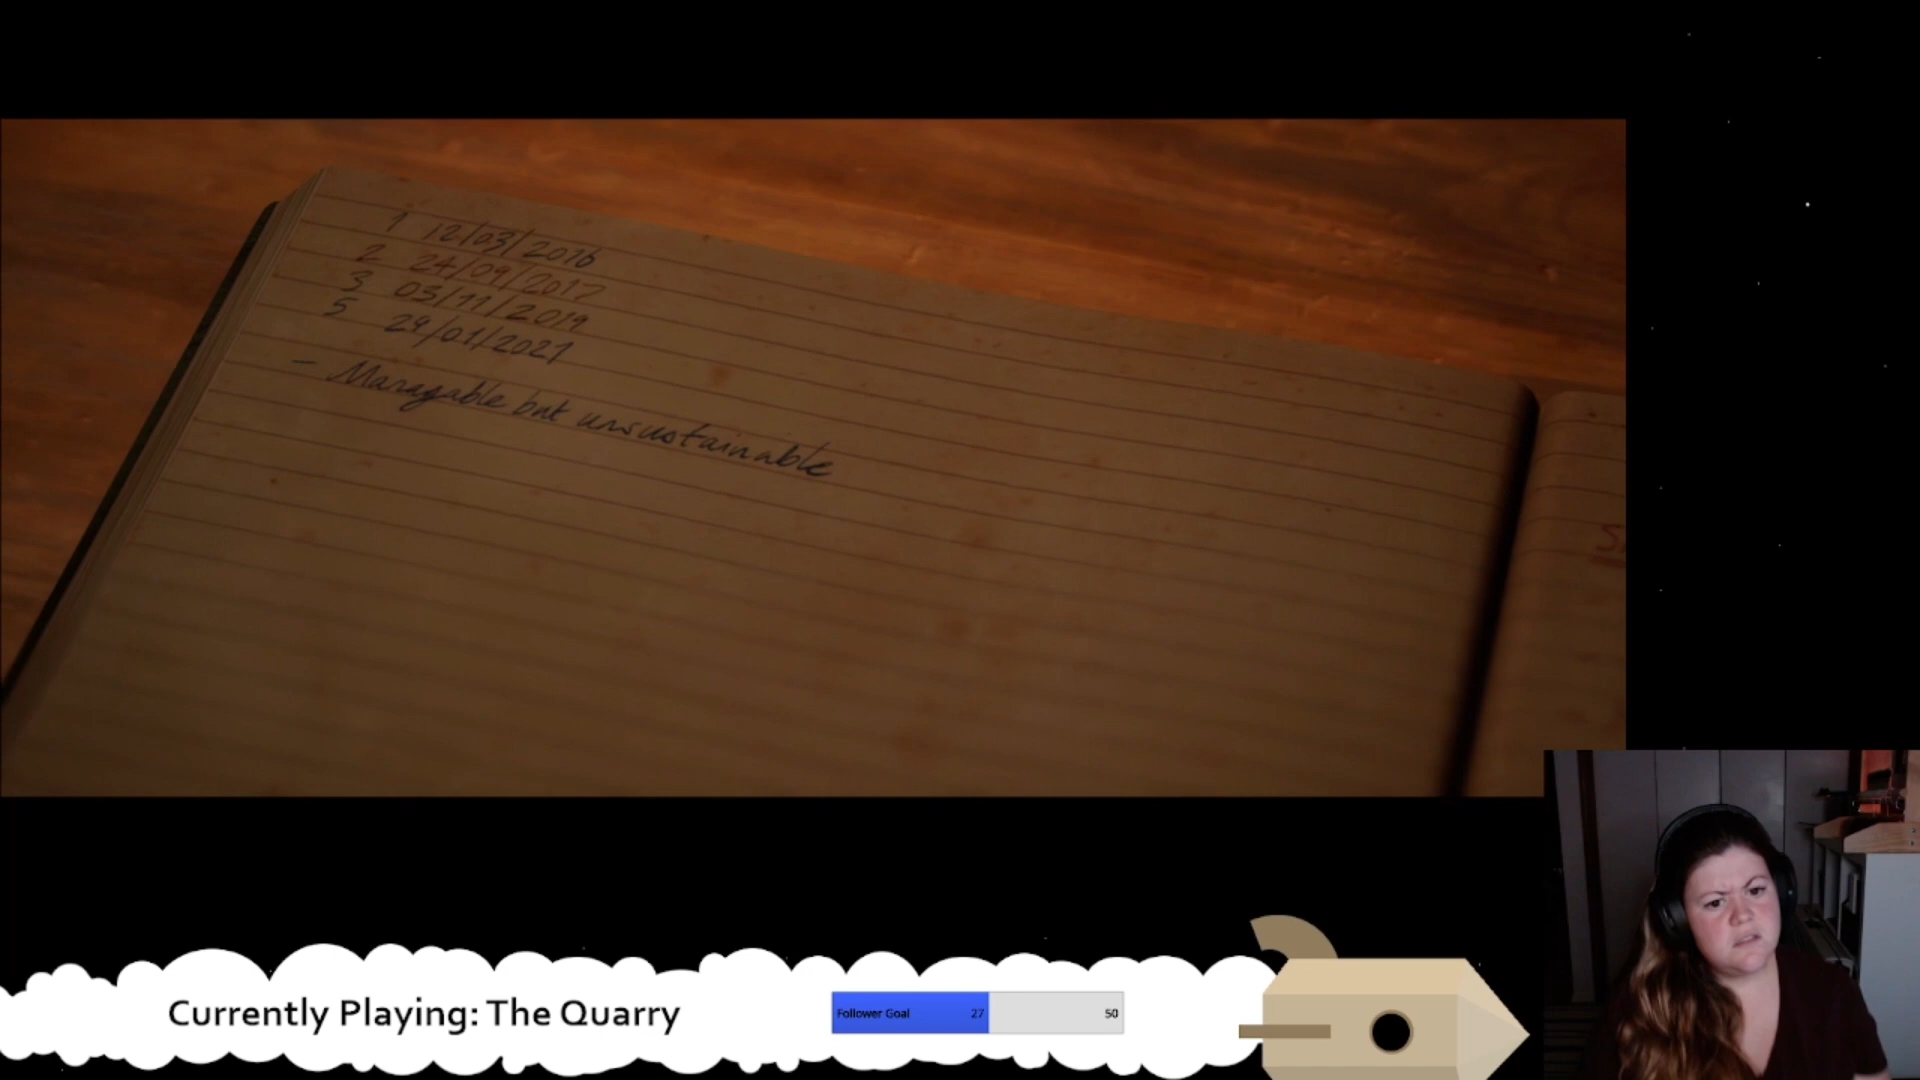 1 12/03/2016
2 24/09/2017
3 03/11/2019
5 29/01/2021
- Managable but unsustainable
Currently Playing: The Quarry
Follower Goal 27 50